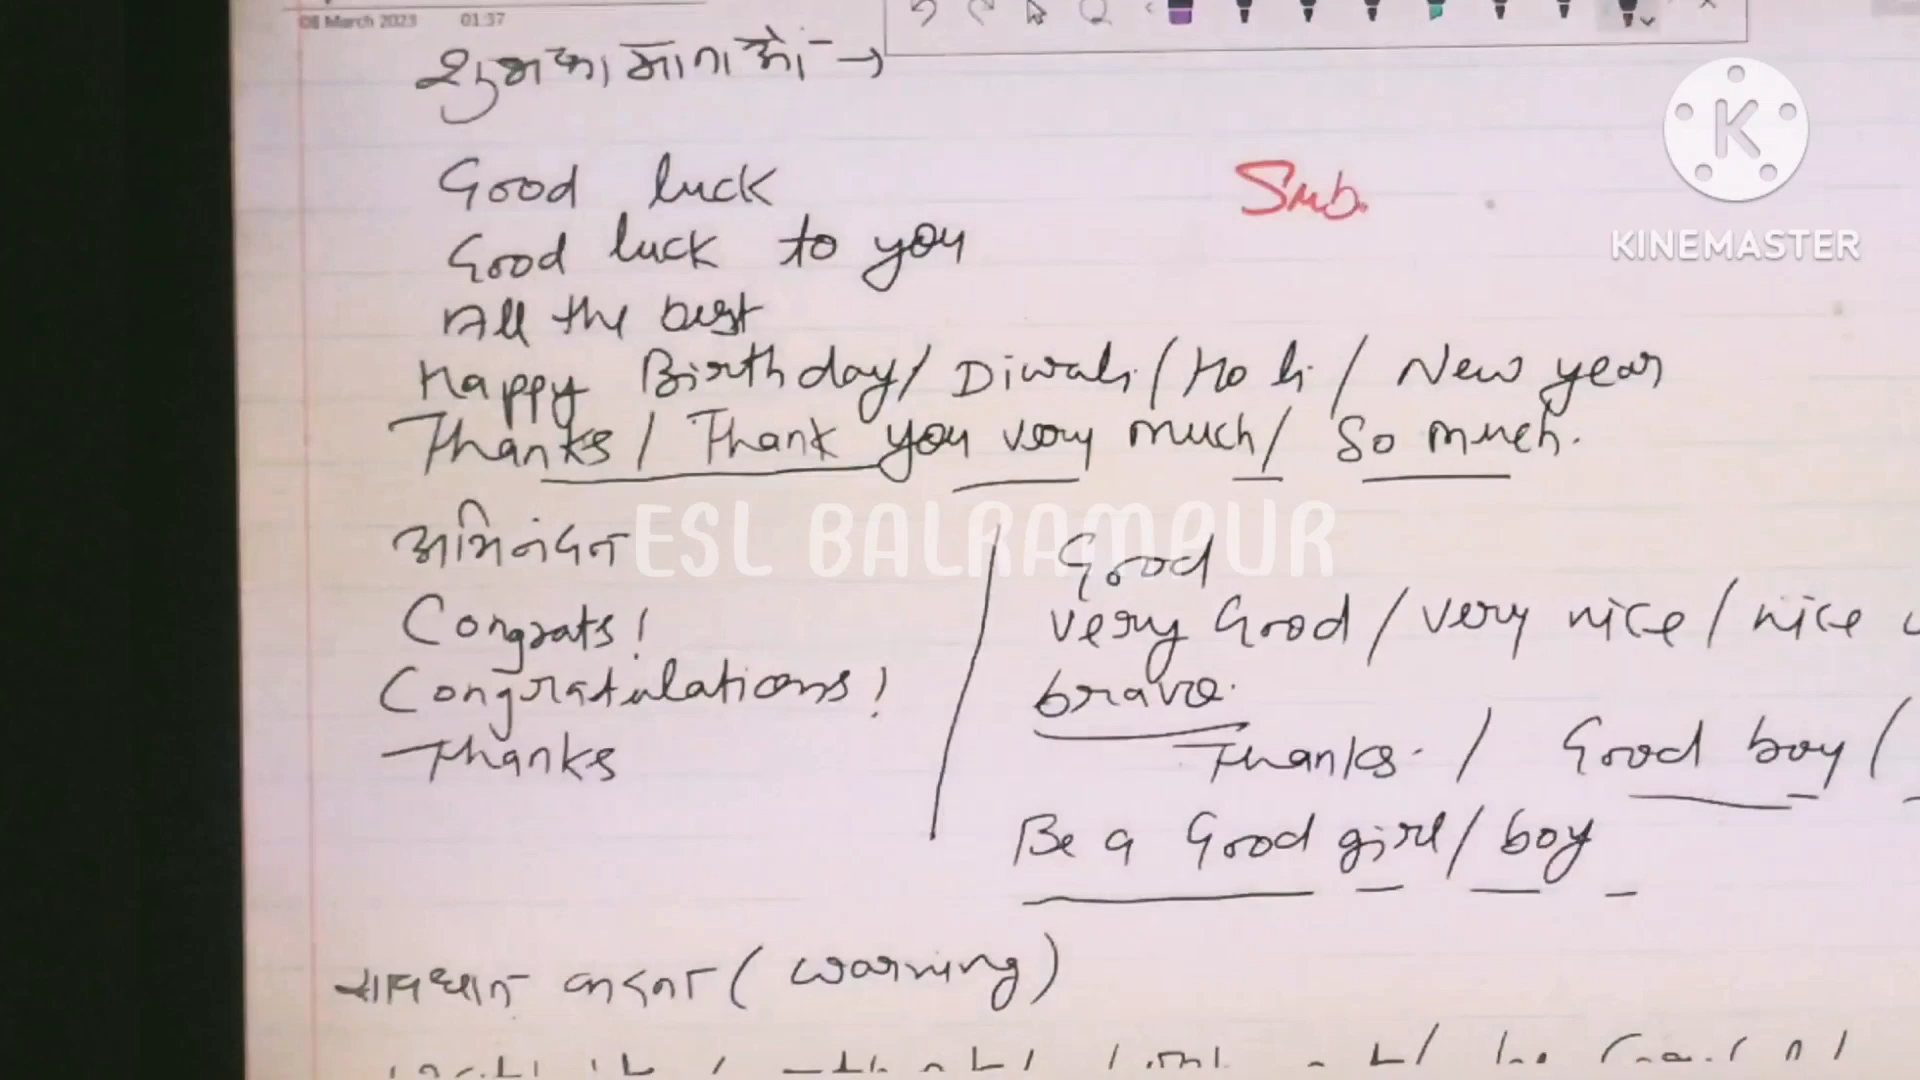 08 March 2023 01:37
शुभकामानाओं →
Good luck
Smb.
K
KINEMASTER
Good luck to you
All the best
Happy Birthday/ Diwali/ Holi/ New year
Thanks/ Thank you very much/ So much.
ESL BALRAMPUR
अभिनंदन
Congrats!
Congratulations!
Thanks
Good
very Good/ very nice/ nice
bravo.
Thanks. / Good boy/
Be a Good girl/ boy
सावधान करना (warning)